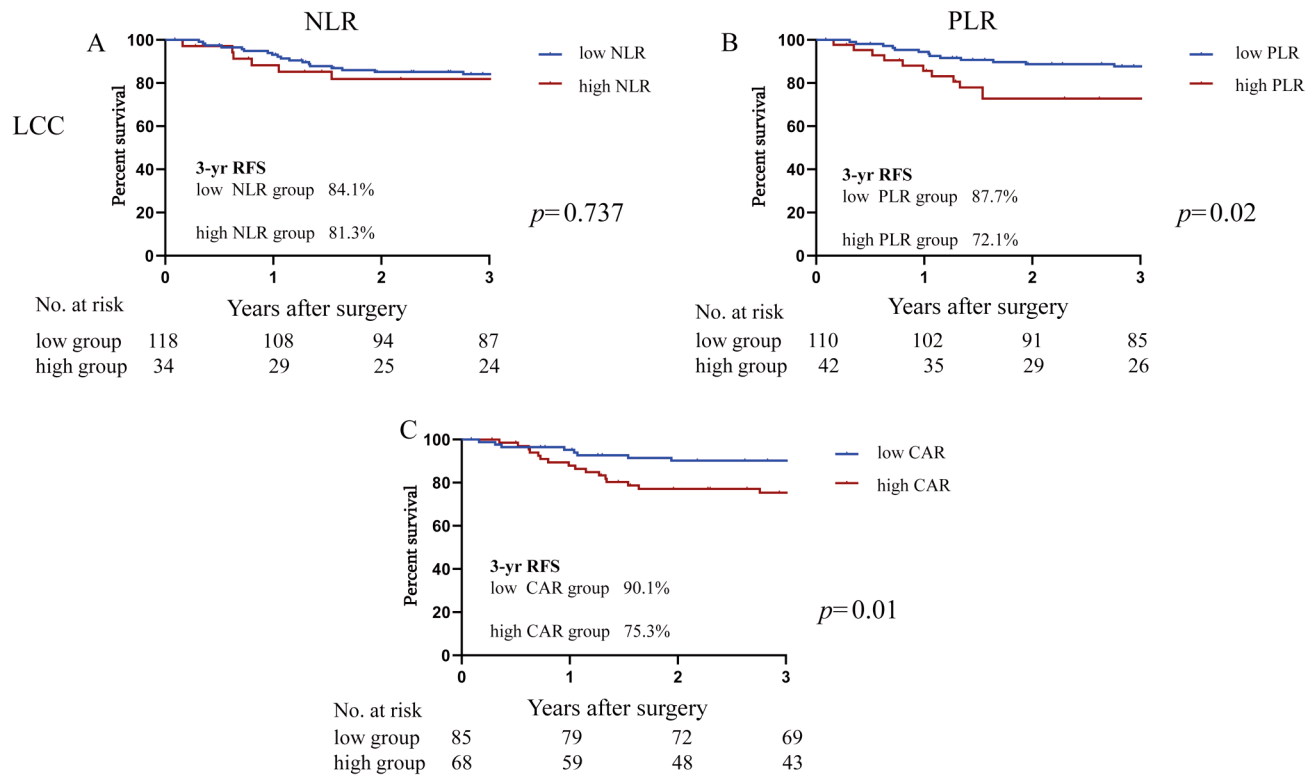 NLR
PLR
LCC
A
100
80
60
40
20
0
Percent survival
low NLR
high NLR
3-yr RFS
low NLR group 84.1%
high NLR group 81.3%
p=0.737
0 1 2 3
Years after surgery
No. at risk
low group 118 108 94 87
high group 34 29 25 24
B
100
80
60
40
20
0
Percent survival
low PLR
high PLR
3-yr RFS
low PLR group 87.7%
high PLR group 72.1%
p=0.02
0 1 2 3
Years after surgery
No. at risk
low group 110 102 91 85
high group 42 35 29 26
C
100
80
60
40
20
0
Percent survival
low CAR
high CAR
3-yr RFS
low CAR group 90.1%
high CAR group 75.3%
p=0.01
0 1 2 3
Years after surgery
No. at risk
low group 85 79 72 69
high group 68 59 48 43